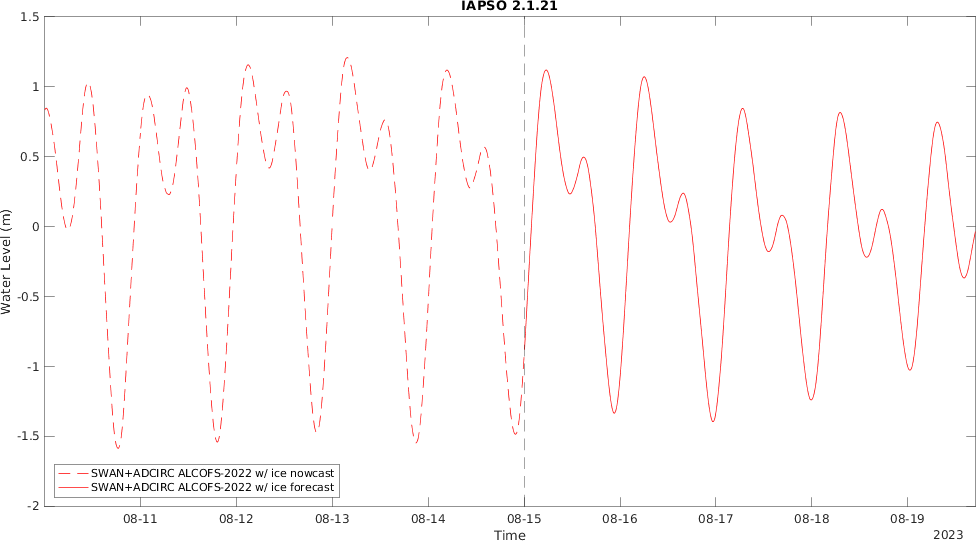 IAPSO 2.1.21
1.5
1
0.5
0
-0.5
-1
-1.5
-2
Water Level (m)
SWAN+ADCIRC ALCOFS-2022 w/ ice nowcast
SWAN+ADCIRC ALCOFS-2022 w/ ice forecast
08-11 08-12 08-13 08-14 08-15 08-16 08-17 08-18 08-19
Time
2023